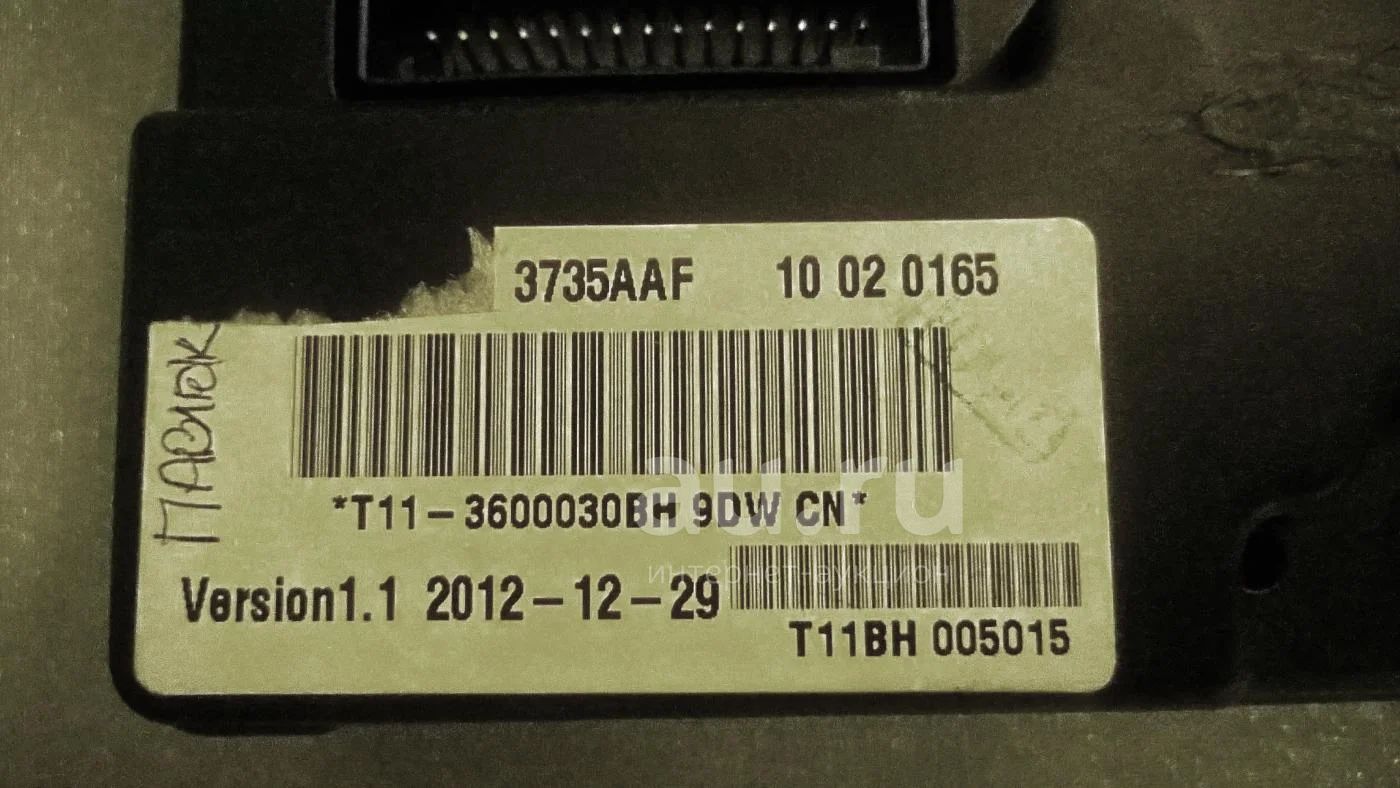 3735AAF 10 02 0165
*T11-3600030BH 9DW CN*
Version1.1 2012-12-29
T11BH 005015
au.ru
интернет-аукцион